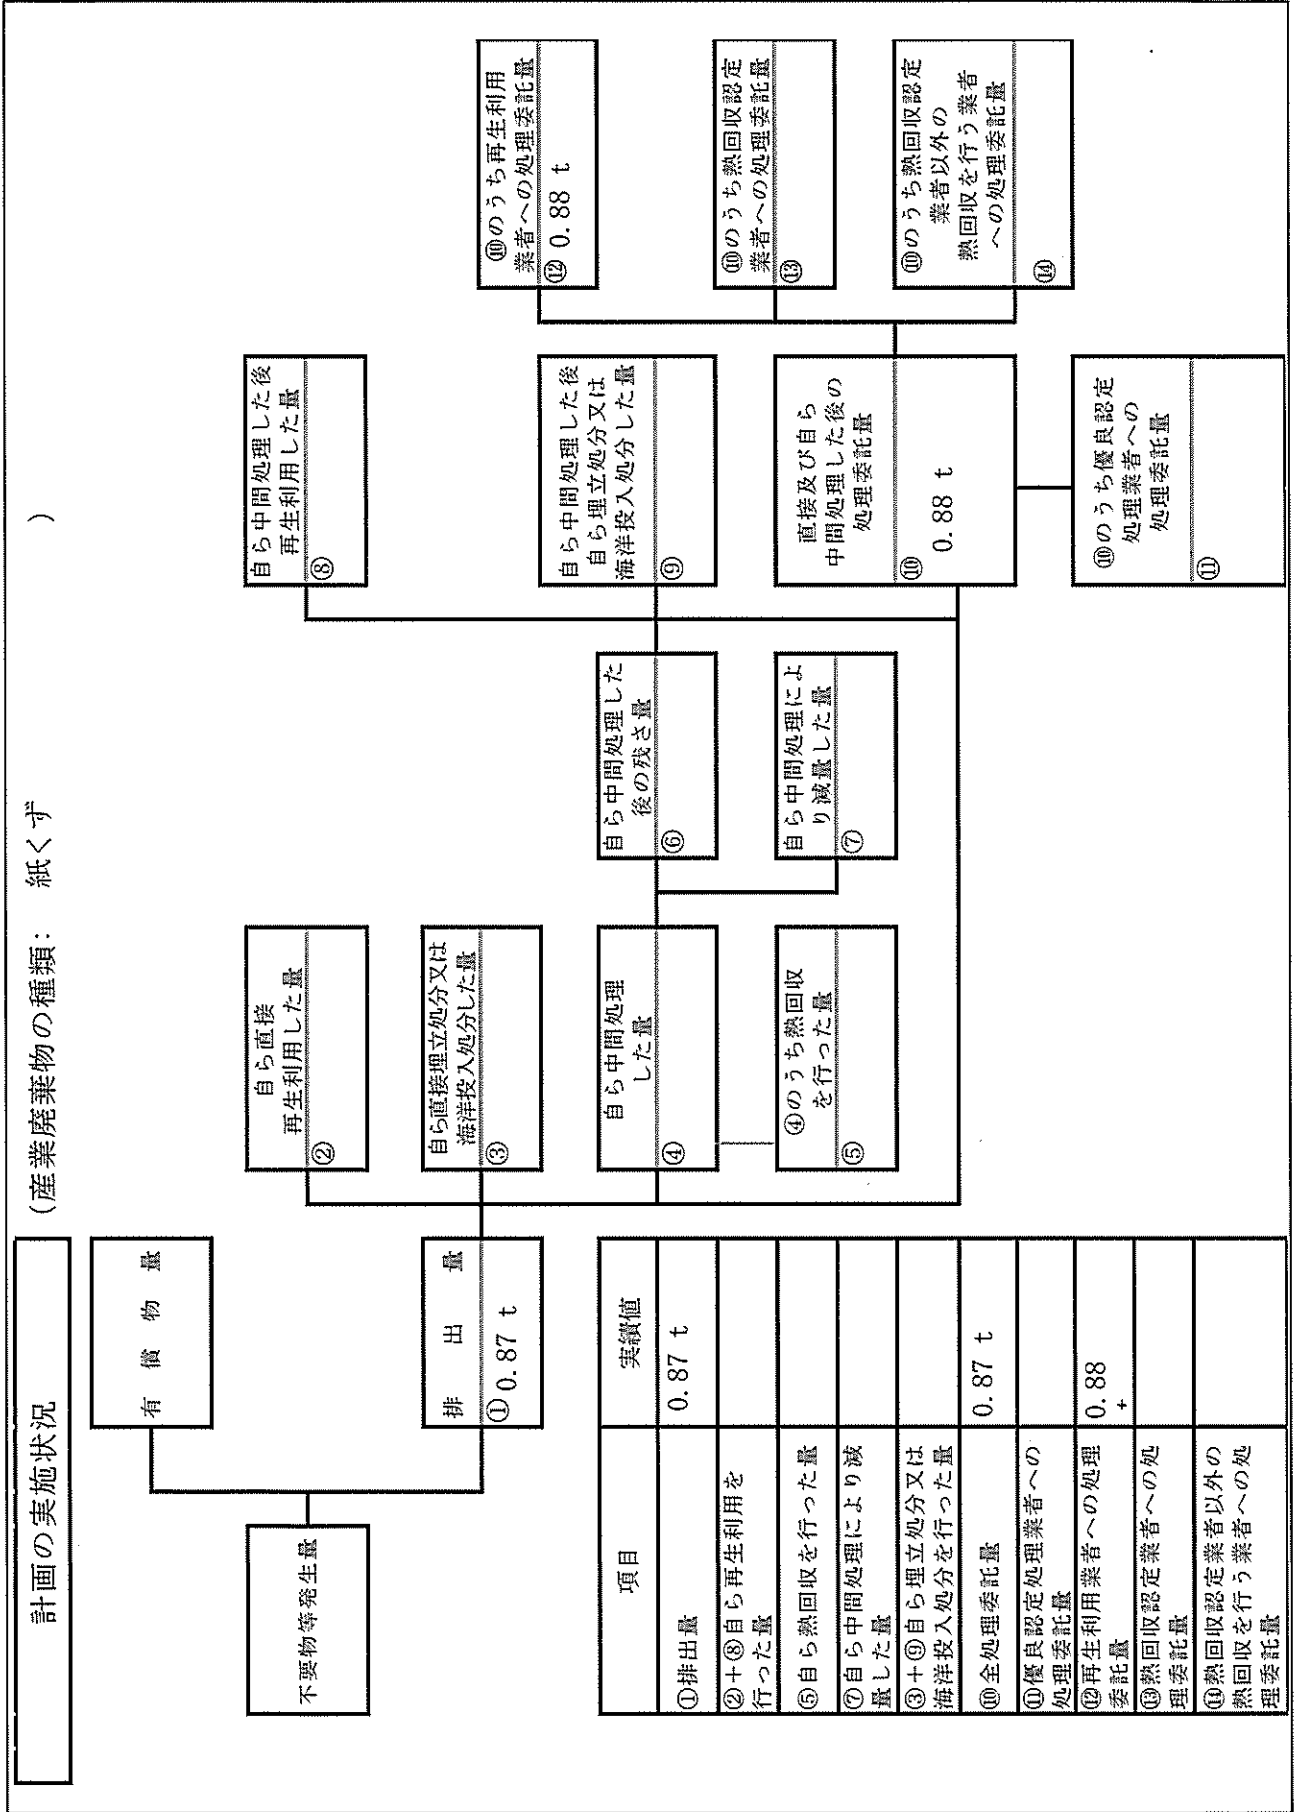 計画の実施状況
(産業廃棄物の種類: 紙くず )
不要物等発生量
有 償 物 量
排 出 量
①0.87 t
自ら直接
再生利用した量
②
自ら直接埋立処分又は
海洋投入処分した量
③
自ら中間処理
した量
④
④のうち熱回収
を行った量
⑤
自ら中間処理した
後の残さ量
⑥
自ら中間処理によ
り減量した量
⑦
自ら中間処理した後
再生利用した量
⑧
自ら中間処理した後
自ら埋立処分又は
海洋投入処分した量
⑨
直接及び自ら
中間処理した後の
処理委託量
⑩
0.88 t
⑩のうち優良認定
処理業者への
処理委託量
⑪
⑩のうち再生利用
業者への処理委託量
⑫ 0.88 t
⑩のうち熱回収認定
業者への処理委託量
⑬
⑩のうち熱回収認定
業者以外の
熱回収を行う業者
への処理委託量
⑭
項目 実績値
①排出量 0.87 t
②+⑧自ら再生利用を
行った量
⑤自ら熱回収を行った量
⑦自ら中間処理により減
量した量
③+⑨自ら埋立処分又は
海洋投入処分を行った量
⑩全処理委託量 0.87 t
⑪優良認定処理業者への
処理委託量
⑫再生利用業者への処理
委託量
0.88
t
⑬熱回収認定業者への処
理委託量
⑭熱回収認定業者以外の
熱回収を行う業者への処
理委託量